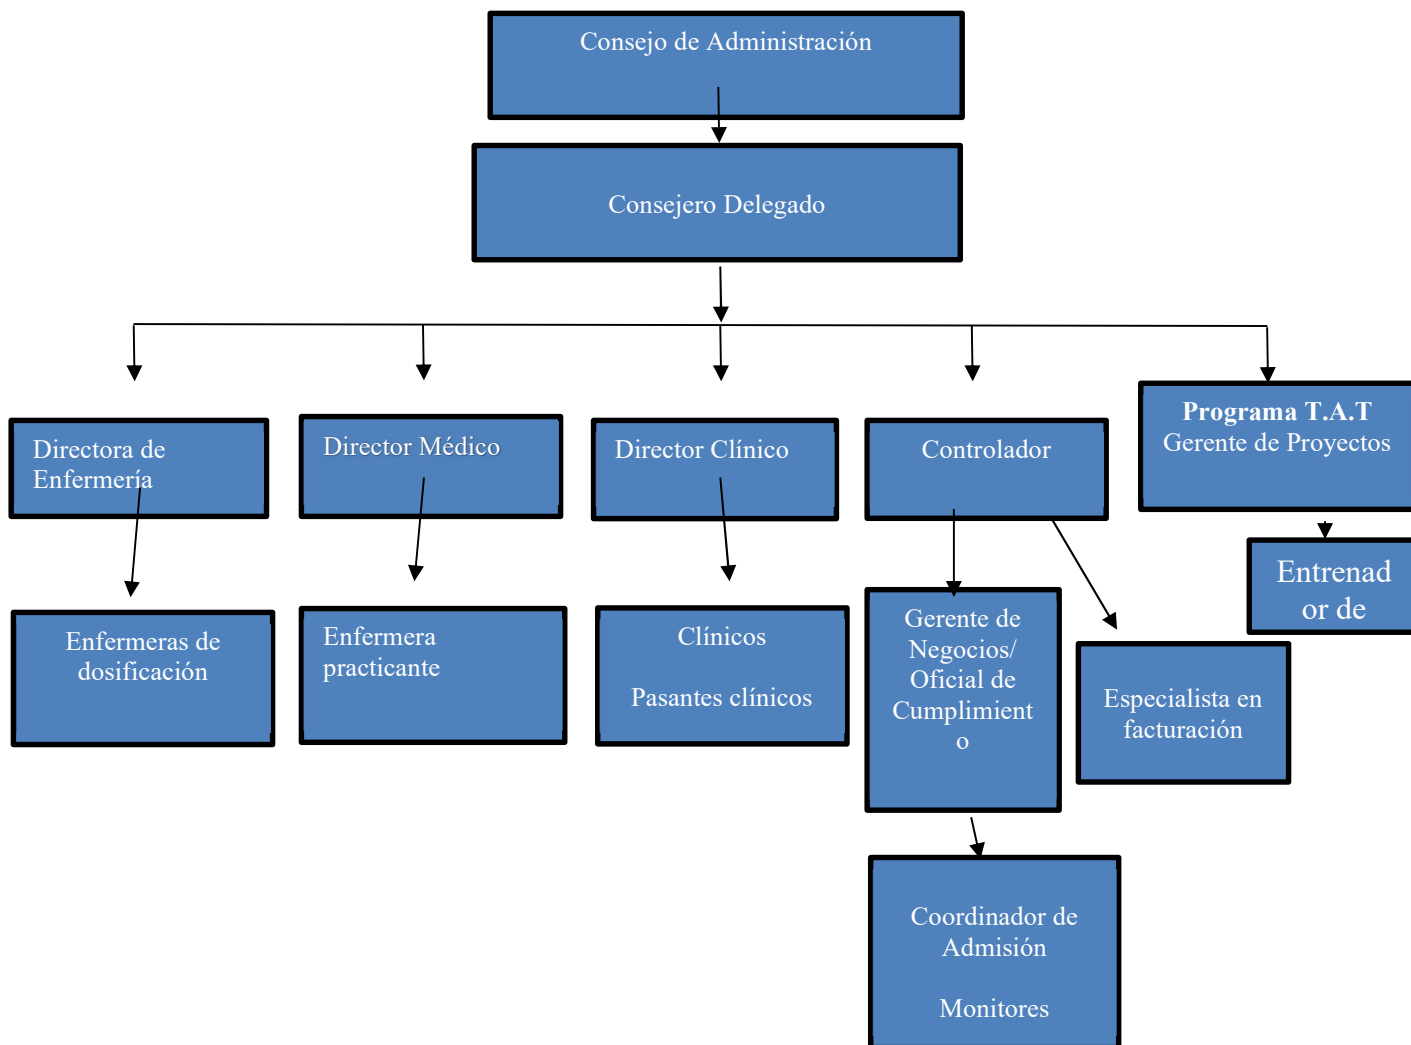 Consejo de Administración
Consejero Delegado
Directora de
Enfermería
Director Médico
Director Clínico
Controlador
Programa T.A.T
Gerente de Proyectos
Enfermeras de
dosificación
Enfermera
practicante
Clínicos
Pasantes clínicos
Gerente de
Negocios/
Oficial de
Cumplimient
o
Especialista en
facturación
Entrenad
or de
Coordinador de
Admisión
Monitores